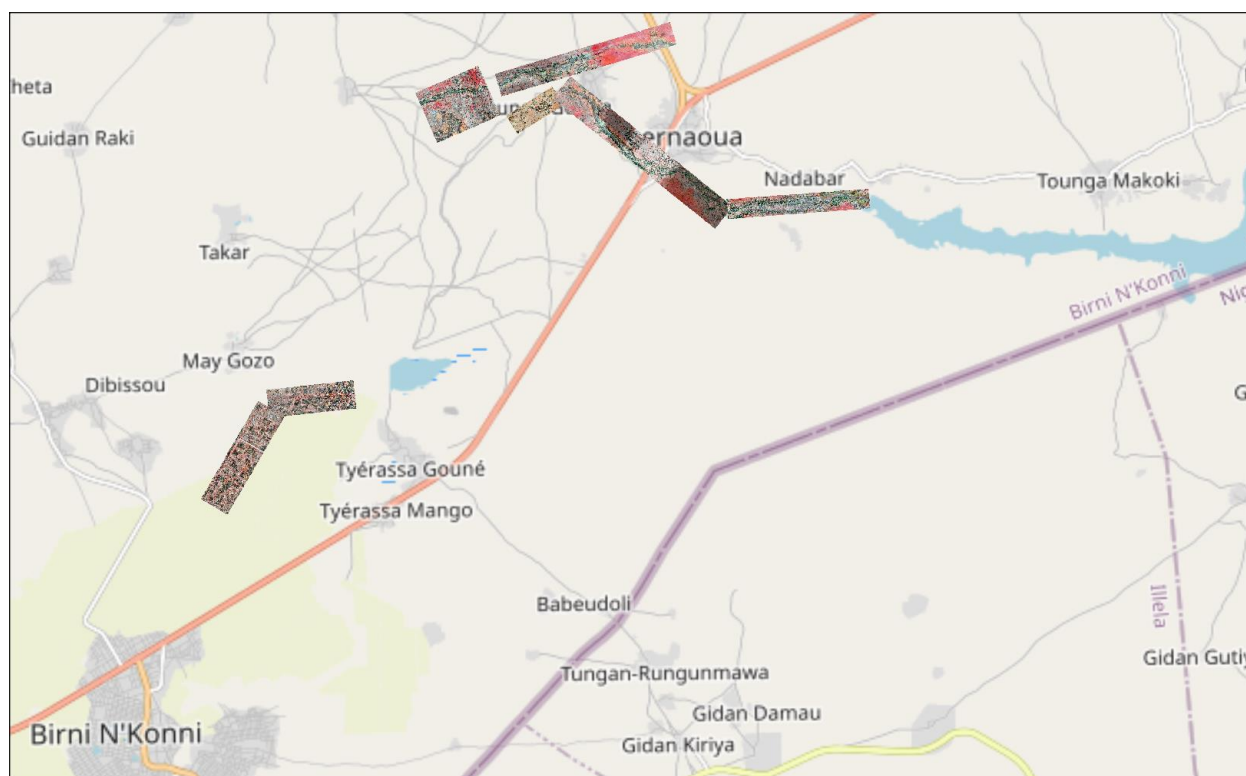 heta
Guidan Raki
ernaoua
Nadabar
Tounga Makoki
Takar
Birni N'Konni
May Gozo
Dibissou
Tyérassa Gouné
Tyérassa Mango
Babeudoli
Illela
Tungan-Rungunmawa
Gidan Gutiy
Gidan Damau
Birni N'Konni
Gidan Kiriya